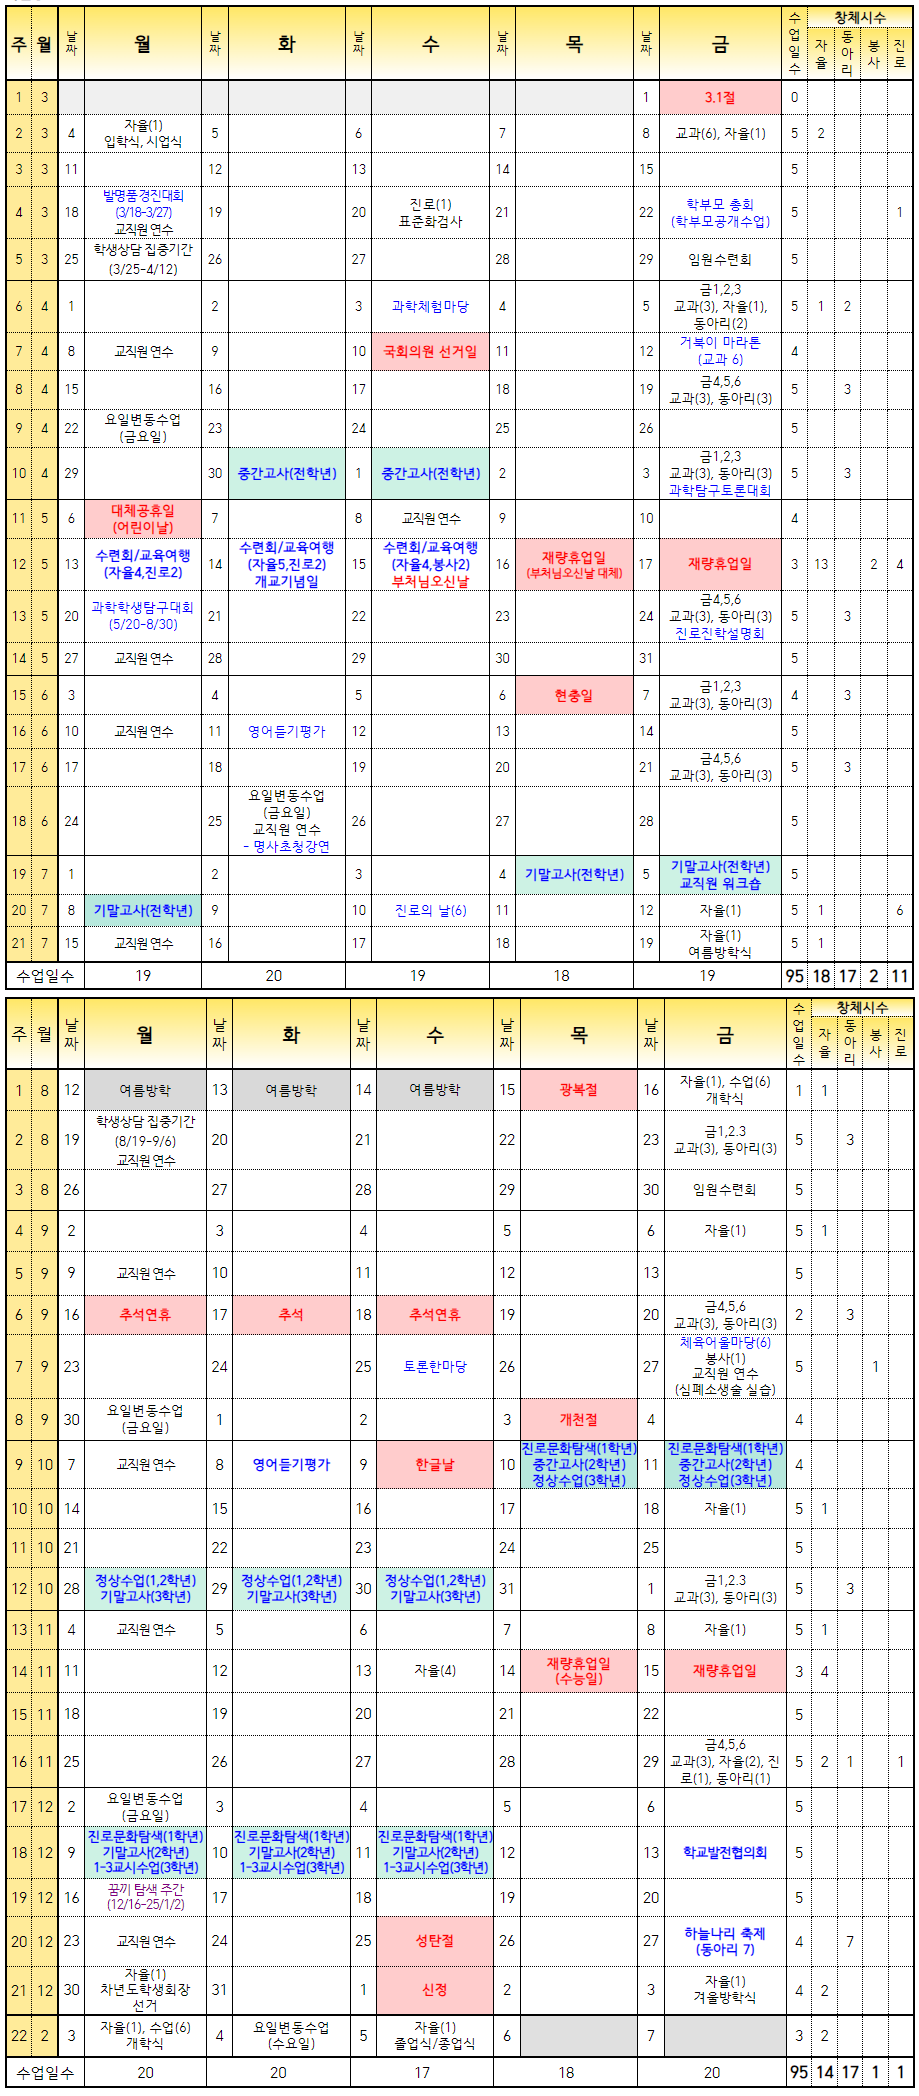 주 월 날짜 월 날짜 화 날짜 수 날짜 목 날짜 금 수업일수 창체시수
자율 동아리 봉사 진로
1 3 1 3.1절 0
2 3 4 자율(1) 5 6 7 8 교과(6), 자율(1) 5 2
입학식, 시업식
3 3 11 12 13 14 15 5
4 3 18 발명품경진대회 19 20 진로(1) 21 22 학부모 총회 5 1
(3/18-3/27) 표준화검사 (학부모공개수업)
교직원연수
5 3 25 학생상담 집중기간 26 27 28 29 임원수련회 5
(3/25-4/12)
6 4 1 2 3 과학체험마당 4 5 금1,2,3 5 1 2
교과(3), 자율(1),
동아리(2)
7 4 8 교직원연수 9 10 국회의원 선거일 11 12 거북이 마라톤 4
(교과 6)
8 4 15 16 17 18 19 금4,5,6 5 3
교과(3), 동아리(3)
9 4 22 요일변동수업 23 24 25 26 5
(금요일)
10 4 29 30 중간고사(전학년) 1 중간고사(전학년) 2 3 금1,2,3 5 3
교과(3), 동아리(3)
과학탐구토론대회
11 5 6 대체공휴일 7 8 교직원연수 9 10 4
(어린이날)
12 5 13 수련회/교육여행 14 수련회/교육여행 15 수련회/교육여행 16 재량휴업일 17 재량휴업일 3 13 2 4
(자율4,진로2) (자율5,진로2) (자율4,봉사2) (부처님오신날 대체)
개교기념일 부처님오신날
13 5 20 과학학생탐구대회 21 22 23 24 금4,5,6 5 3
(5/20-8/30) 교과(3), 동아리(3)
진로진학설명회
14 5 27 교직원연수 28 29 30 31 5
15 6 3 4 5 6 현충일 7 금1,2,3 4 3
교과(3), 동아리(3)
16 6 10 교직원연수 11 영어듣기평가 12 13 14 5
17 6 17 18 19 20 21 금4,5,6 5 3
교과(3), 동아리(3)
18 6 24 25 요일변동수업 26 27 28 5
(금요일)
교직원 연수
- 명사초청강연
19 7 1 2 3 4 기말고사(전학년) 5 기말고사(전학년) 5
교직원 워크숍
20 7 8 기말고사(전학년) 9 10 진로의 날(6) 11 12 자율(1) 5 1 6
21 7 15 교직원연수 16 17 18 19 자율(1) 5 1
여름방학식
수업일수 19 20 19 18 19 95 18 17 2 11
주 월 날짜 월 날짜 화 날짜 수 날짜 목 날짜 금 수업일수 창체시수
자율 동아리 봉사 진로
1 8 12 여름방학 13 여름방학 14 여름방학 15 광복절 16 자율(1), 수업(6) 1 1
개학식
2 8 19 학생상담 집중기간 20 21 22 23 금1,2.3 5 3
(8/19-9/6) 교과(3), 동아리(3)
교직원연수
3 8 26 27 28 29 30 임원수련회 5
4 9 2 3 4 5 6 자율(1) 5 1
5 9 9 교직원연수 10 11 12 13 5
6 9 16 추석연휴 17 추석 18 추석연휴 19 20 금4,5,6 2 3
교과(3), 동아리(3)
7 9 23 24 25 토론한마당 26 27 체육어울마당(6) 5 1
봉사(1)
교직원 연수
(심폐소생술 실습)
8 9 30 요일변동수업 1 2 3 개천절 4 4
(금요일)
9 10 7 교직원연수 8 영어듣기평가 9 한글날 10 진로문화탐색(1학년) 11 진로문화탐색(1학년) 4
중간고사(2학년) 중간고사(2학년)
정상수업(3학년) 정상수업(3학년)
10 10 14 15 16 17 18 자율(1) 5 1
11 10 21 22 23 24 25 5
12 10 28 정상수업(1,2학년) 29 정상수업(1,2학년) 30 정상수업(1,2학년) 31 1 금1,2.3 5 3
기말고사(3학년) 기말고사(3학년) 기말고사(3학년) 교과(3), 동아리(3)
13 11 4 교직원연수 5 6 7 8 자율(1) 5 1
14 11 11 12 13 자율(4) 14 재량휴업일 15 재량휴업일 3 4
(수능일)
15 11 18 19 20 21 22 5
16 11 25 26 27 28 29 금4,5,6 5 2 1 1
교과(3), 자율(2), 진
로(1), 동아리(1)
17 12 2 요일변동수업 3 4 5 6 5
(금요일)
18 12 9 진로문화탐색(1학년) 10 진로문화탐색(1학년) 11 진로문화탐색(1학년) 12 13 학교발전협의회 5
기말고사(2학년) 기말고사(2학년) 기말고사(2학년)
1-3교시수업(3학년) 1-3교시수업(3학년) 1-3교시수업(3학년)
19 12 16 꿈끼 탐색 주간 17 18 19 20 5
(12/16-25/1/2)
20 12 23 교직원연수 24 25 성탄절 26 27 하늘나리 축제 4 7
(동아리 7)
21 12 30 자율(1) 31 1 신정 2 3 자율(1) 4 2
차년도학생회장 겨울방학식
선거
22 2 3 자율(1), 수업(6) 4 요일변동수업 5 자율(1) 6 7 3 2
개학식 (수요일) 졸업식/종업식
수업일수 20 20 17 18 20 95 14 17 1 1